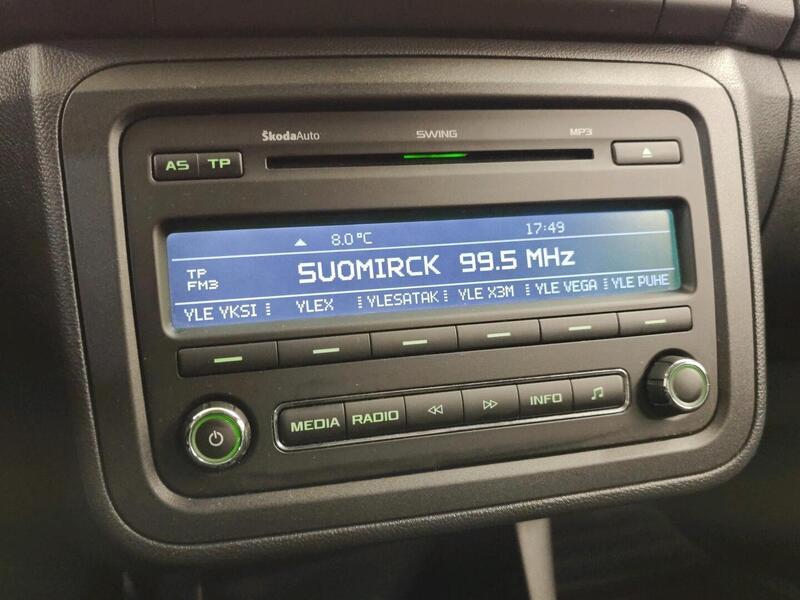 ŠkodaAuto SWING MP3
AS TP
8.0°C 17:49
TP
FM3
SUOMIRCK 99.5 MHz
YLE YKSI YLEX YLESATAK YLE X3M YLE VEGA YLE PUHE
MEDIA RADIO INFO